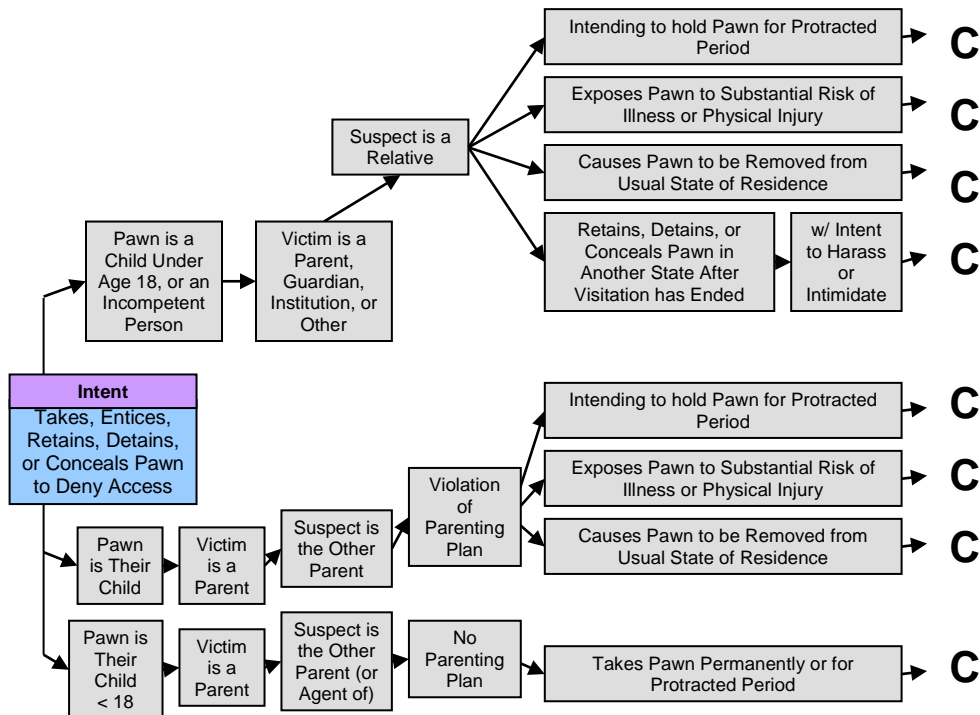 Intending to hold Pawn for Protracted
Period
C
Exposes Pawn to Substantial Risk of
Illness or Physical Injury
C
Suspect is a
Relative
Causes Pawn to be Removed from
Usual State of Residence
C
Pawn is a
Child Under
Age 18, or an
Incompetent
Person
Victim is a
Parent,
Guardian,
Institution, or
Other
Retains, Detains, or
Conceals Pawn in
Another State After
Visitation has Ended
w/ Intent
to Harass
or
Intimidate
C
Intent
Takes, Entices,
Retains, Detains,
or Conceals Pawn
to Deny Access
Intending to hold Pawn for Protracted
Period
C
Exposes Pawn to Substantial Risk of
Illness or Physical Injury
C
Causes Pawn to be Removed from
Usual State of Residence
C
Pawn
is Their
Child
Victim
is a
Parent
Suspect is
the Other
Parent
Violation
of
Parenting
Plan
Pawn is
Their
Child
< 18
Victim
is a
Parent
Suspect is
the Other
Parent (or
Agent of)
No
Parenting
Plan
Takes Pawn Permanently or for
Protracted Period
C